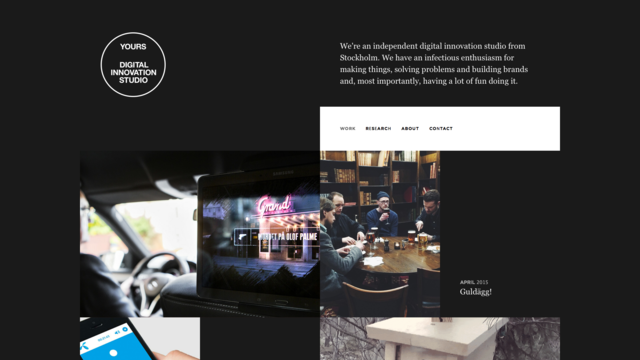 YOURS
DIGITAL
INNOVATION
STUDIO
We're an independent digital innovation studio from
Stockholm. We have an infectious enthusiasm for
making things, solving problems and building brands
and, most importantly, having a lot of fun doing it.
WORK RESEARCH ABOUT CONTACT
SAMSUNG
Grand
MORDET PÅ OLOF PALME
APRIL 2015
Guldägg!